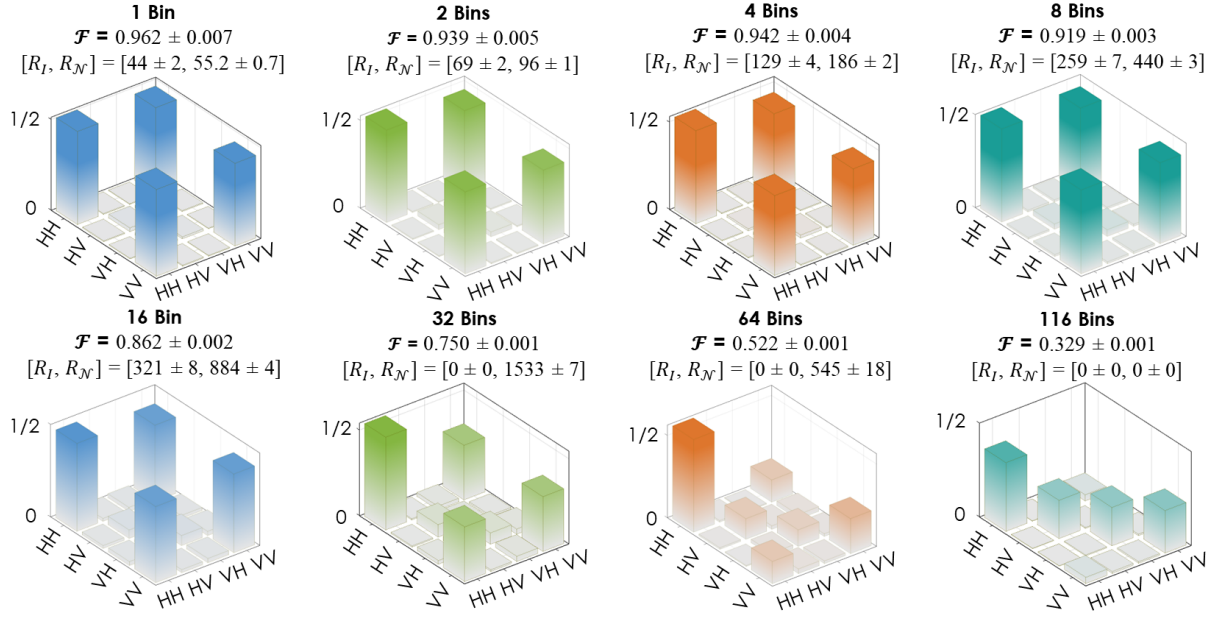 1 Bin
𝓕 = 0.962 ± 0.007
[R_I, R_𝒩] = [44 ± 2, 55.2 ± 0.7]
1/2
0
HH
HV
VH
VV
HH
HV
VH
VV
2 Bins
𝓕 = 0.939 ± 0.005
[R_I, R_𝒩] = [69 ± 2, 96 ± 1]
1/2
0
HH
HV
VH
VV
HH
HV
VH
VV
4 Bins
𝓕 = 0.942 ± 0.004
[R_I, R_𝒩] = [129 ± 4, 186 ± 2]
1/2
0
HH
HV
VH
VV
HH
HV
VH
VV
8 Bins
𝓕 = 0.919 ± 0.003
[R_I, R_𝒩] = [259 ± 7, 440 ± 3]
1/2
0
HH
HV
VH
VV
HH
HV
VH
VV
16 Bin
𝓕 = 0.862 ± 0.002
[R_I, R_𝒩] = [321 ± 8, 884 ± 4]
1/2
0
HH
HV
VH
VV
HH
HV
VH
VV
32 Bins
𝓕 = 0.750 ± 0.001
[R_I, R_𝒩] = [0 ± 0, 1533 ± 7]
1/2
0
HH
HV
VH
VV
HH
HV
VH
VV
64 Bins
𝓕 = 0.522 ± 0.001
[R_I, R_𝒩] = [0 ± 0, 545 ± 18]
1/2
0
HH
HV
VH
VV
HH
HV
VH
VV
116 Bins
𝓕 = 0.329 ± 0.001
[R_I, R_𝒩] = [0 ± 0, 0 ± 0]
1/2
0
HH
HV
VH
VV
HH
HV
VH
VV